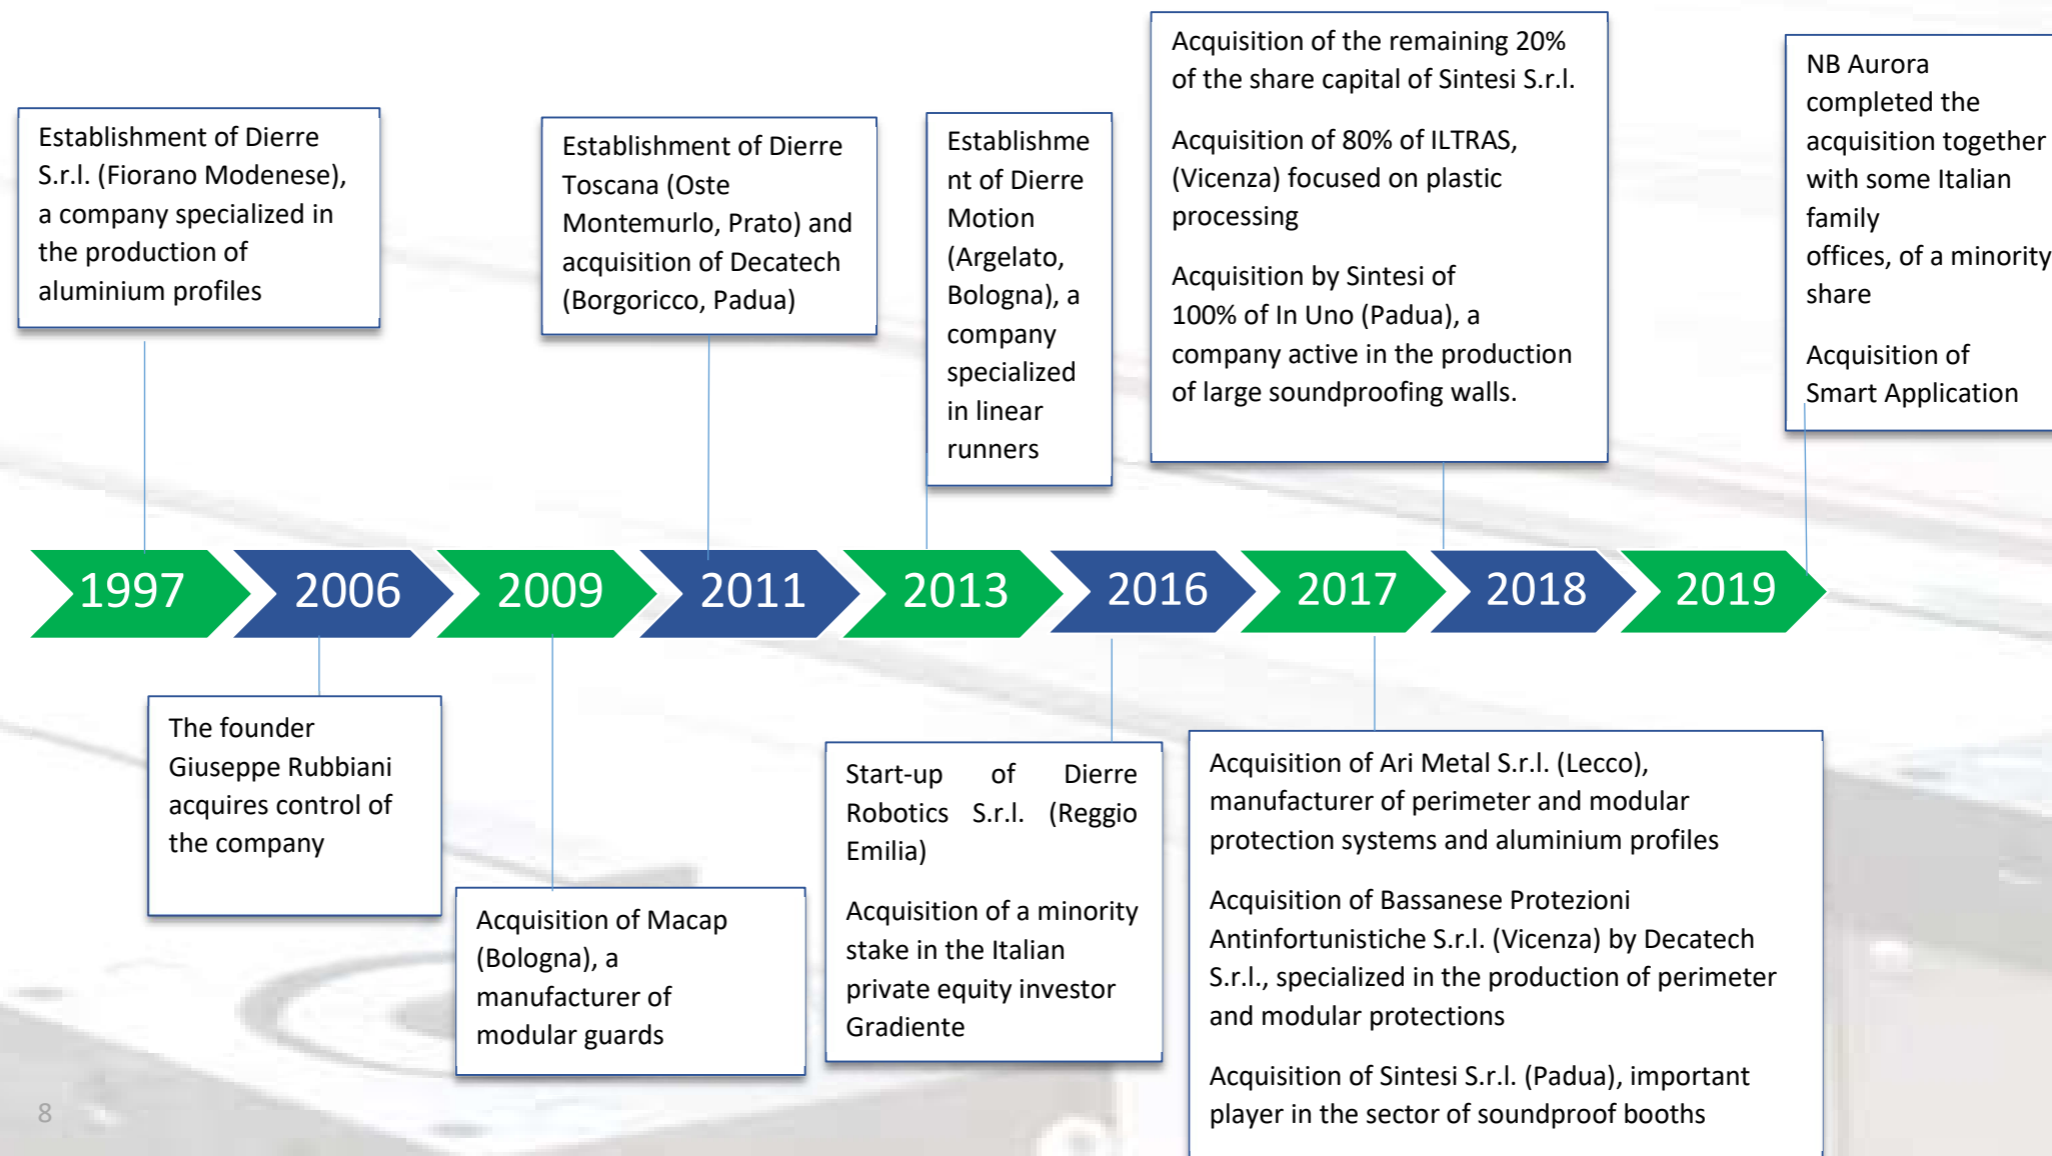 Establishment of Dierre
S.r.l. (Fiorano Modenese),
a company specialized in
the production of
aluminium profiles
Establishment of Dierre
Toscana (Oste
Montemurlo, Prato) and
acquisition of Decatech
(Borgoricco, Padua)
Establishme
nt of Dierre
Motion
(Argelato,
Bologna), a
company
specialized
in linear
runners
Acquisition of the remaining 20%
of the share capital of Sintesi S.r.l.
Acquisition of 80% of ILTRAS,
(Vicenza) focused on plastic
processing
Acquisition by Sintesi of
100% of In Uno (Padua), a
company active in the production
of large soundproofing walls.
NB Aurora
completed the
acquisition together
with some Italian
family
offices, of a minority
share
Acquisition of
Smart Application
1997
2006
2009
2011
2013
2016
2017
2018
2019
The founder
Giuseppe Rubbiani
acquires control of
the company
Acquisition of Macap
(Bologna), a
manufacturer of
modular guards
Start-up of Dierre
Robotics S.r.l. (Reggio
Emilia)
Acquisition of a minority
stake in the Italian
private equity investor
Gradiente
Acquisition of Ari Metal S.r.l. (Lecco),
manufacturer of perimeter and modular
protection systems and aluminium profiles
Acquisition of Bassanese Protezioni
Antinfortunistiche S.r.l. (Vicenza) by Decatech
S.r.l., specialized in the production of perimeter
and modular protections
Acquisition of Sintesi S.r.l. (Padua), important
player in the sector of soundproof booths
8